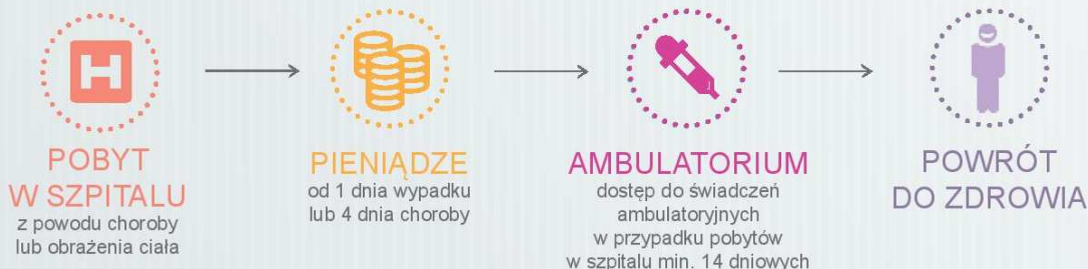 H
POBYT
W SZPITALU
z powodu choroby
lub obrażenia ciała
PIENIĄDZE
od 1 dnia wypadku
lub 4 dnia choroby
AMBULATORIUM
dostęp do świadczeń
ambulatoryjnych
w przypadku pobytów
w szpitalu min. 14 dniowych
POWRÓT
DO ZDROWIA